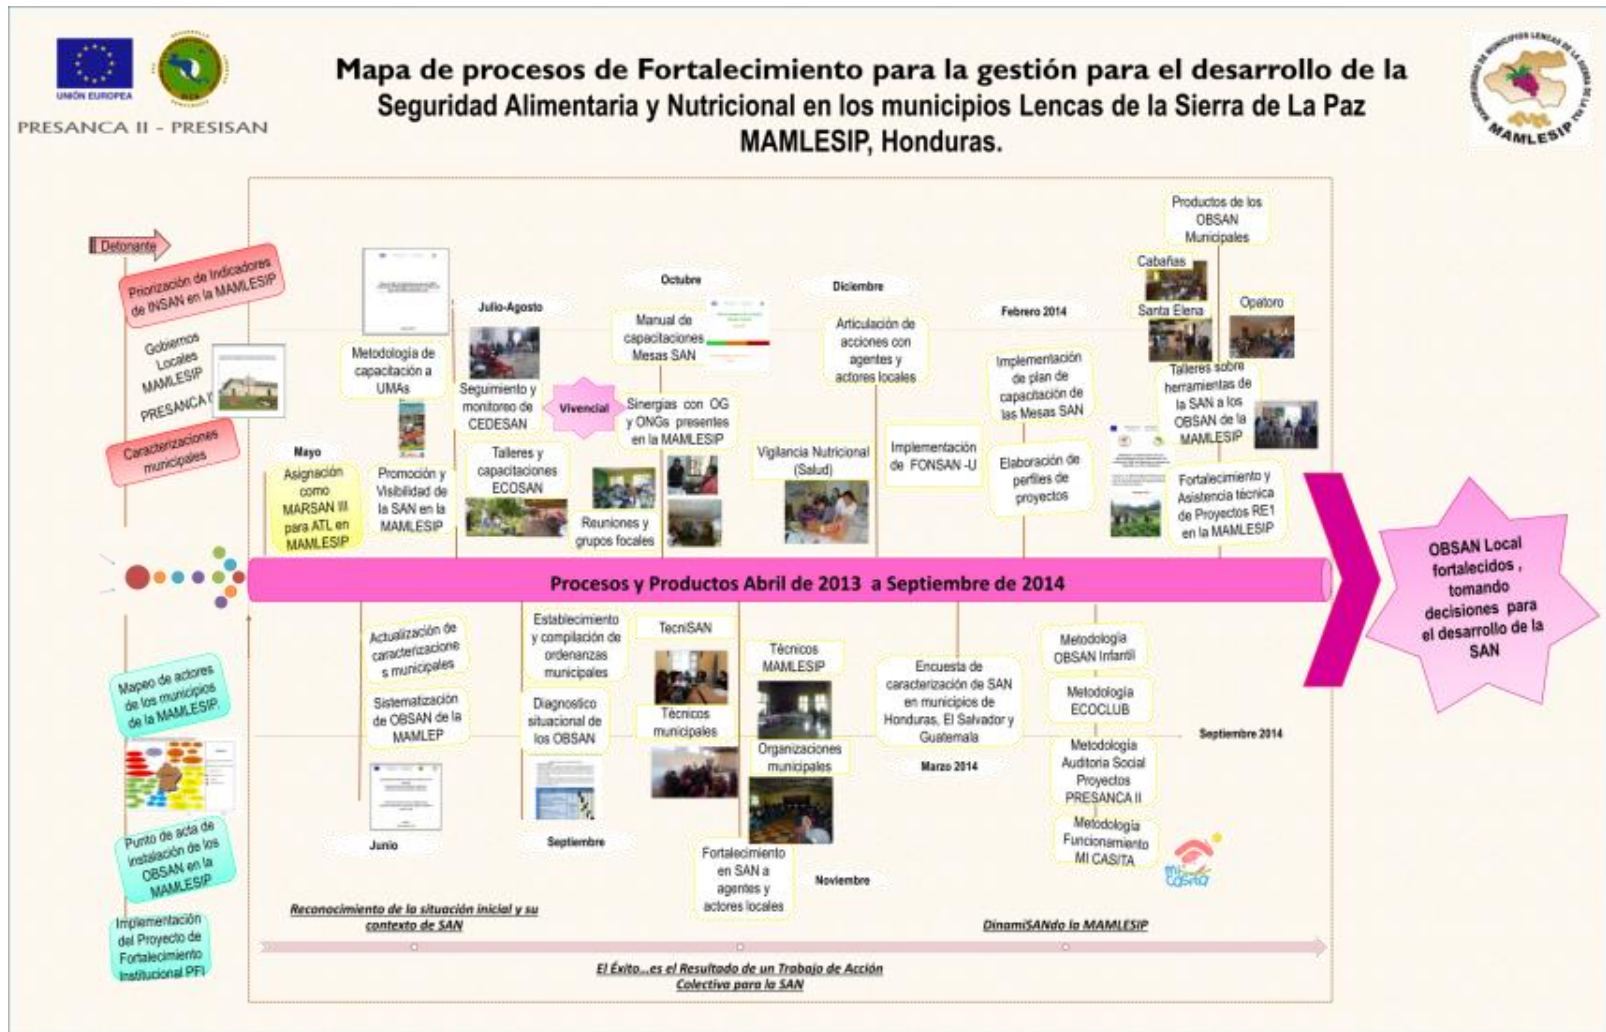 UNIÓN EUROPEA
PRESANCA II - PRESISAN
Mapa de procesos de Fortalecimiento para la gestión para el desarrollo de la
Seguridad Alimentaria y Nutricional en los municipios Lencas de la Sierra de La Paz
MAMLESIP, Honduras.
MANCOMUNIDAD DE MUNICIPIOS LENCAS DE LA SIERRA DE LA PAZ
MAMLESIP
Detonante
Priorización de Indicadores
de INSAN en la MAMLESIP
Gobiernos
Locales
MAMLESIP
PRESANCA II
Caracterizaciones
municipales
Mayo
Asignación
como
MARSAN III
para ATL en
MAMLESIP
Metodología de
capacitación a
UMAs
Promoción y
Visibilidad de
la SAN en la
MAMLESIP
Julio-Agosto
Seguimiento y
monitoreo de
CEDESAN
Talleres y
capacitaciones
ECOSAN
Vivencial
Octubre
Manual de
capacitaciones
Mesas SAN
Sinergias con OG
y ONGs presentes
en la MAMLESIP
Reuniones y
grupos focales
Diciembre
Articulación de
acciones con
agentes y
actores locales
Vigilancia Nutricional
(Salud)
Implementación
de FONSAN -U
Febrero 2014
Implementación
de plan de
capacitación de
las Mesas SAN
Elaboración de
perfiles de
proyectos
Productos de los
OBSAN
Municipales
Cabañas
Santa Elena
Opatoro
Talleres sobre
herramientas de
la SAN a los
OBSAN de la
MAMLESIP
Fortalecimiento y
Asistencia técnica
de Proyectos RE1
en la MAMLESIP
Procesos y Productos Abril de 2013 a Septiembre de 2014
OBSAN Local
fortalecidos ,
tomando
decisiones para
el desarrollo de la
SAN
Mapeo de actores
de los municipios
de la MAMLESIP.
Punto de acta de
instalación de los
OBSAN en la
MAMLESIP
Implementación
del Proyecto de
Fortalecimiento
Institucional PFI
Actualización de
caracterizacione
s municipales
Sistematización
de OBSAN de la
MAMLEP
Junio
Establecimiento
y compilación de
ordenanzas
municipales
Diagnostico
situacional de
los OBSAN
Septiembre
TecniSAN
Técnicos
municipales
Técnicos
MAMLESIP
Organizaciones
municipales
Fortalecimiento
en SAN a
agentes y
actores locales
Noviembre
Encuesta de
caracterización de SAN
en municipios de
Honduras, El Salvador y
Guatemala
Marzo 2014
Metodología
OBSAN Infantil
Metodología
ECOCLUB
Metodología
Auditoria Social
Proyectos
PRESANCA II
Metodología
Funcionamiento
MI CASITA
mi casita
Septiembre 2014
Reconocimiento de la situación inicial y su
contexto de SAN
El Éxito...es el Resultado de un Trabajo de Acción
Colectiva para la SAN
DinamiSANdo la MAMLESIP